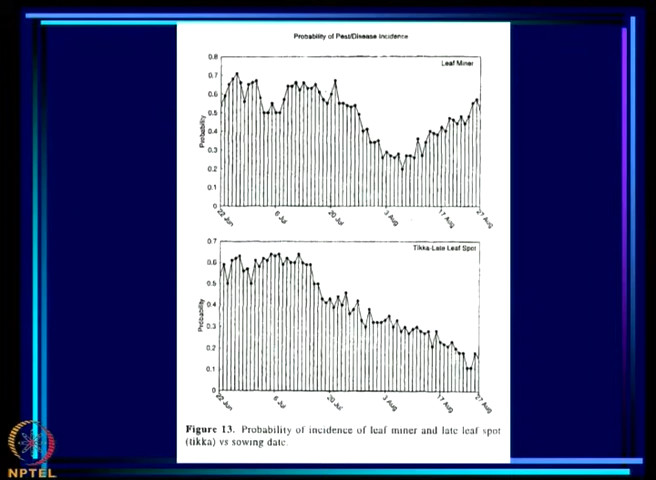 Probability of Pest/Disease Incidence
Leaf Miner
Probability
0.8
0.7
0.6
0.5
0.4
0.3
0.2
0.1
0
22 Jun
6 Jul
20 Jul
3 Aug
17 Aug
27 Aug
Tikka-Late Leaf Spot
Probability
0.7
0.6
0.5
0.4
0.3
0.2
0.1
0
22 Jun
6 Jul
20 Jul
3 Aug
17 Aug
27 Aug
Figure 13. Probability of incidence of leaf miner and late leaf spot
(tikka) vs sowing date.
NPTEL